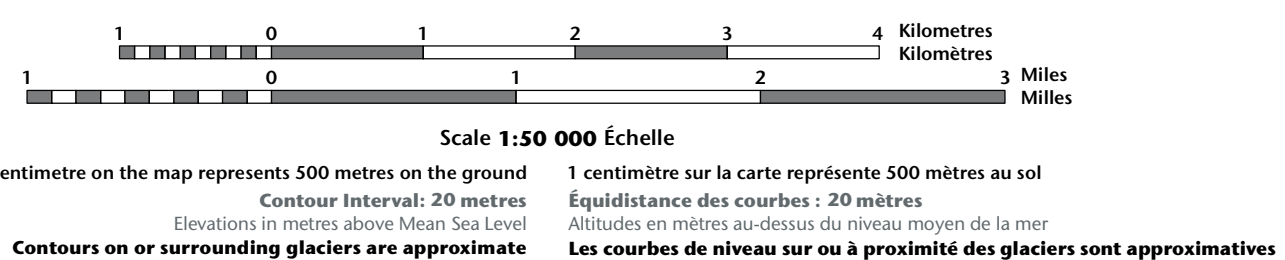 1 0 1 2 3 4 Kilometres
Kilomètres
1 0 1 2 3 Miles
Milles
Scale 1:50 000 Échelle
entimetre on the map represents 500 metres on the ground
Contour Interval: 20 metres
Elevations in metres above Mean Sea Level
Contours on or surrounding glaciers are approximate
1 centimètre sur la carte représente 500 mètres au sol
Équidistance des courbes : 20 mètres
Altitudes en mètres au-dessus du niveau moyen de la mer
Les courbes de niveau sur ou à proximité des glaciers sont approximatives